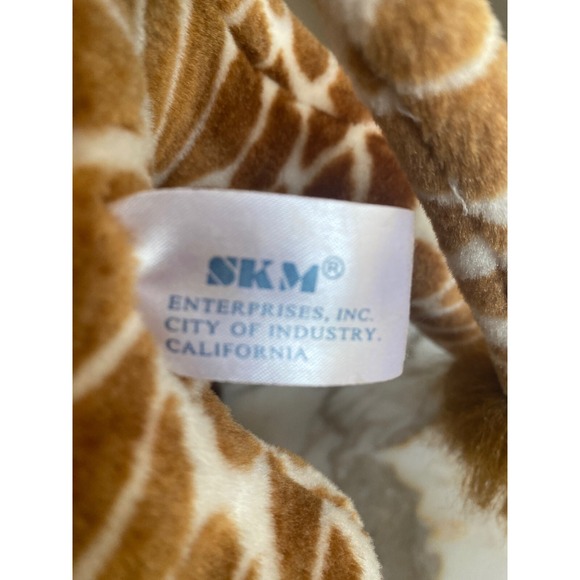 SKM®
ENTERPRISES, INC.
CITY OF INDUSTRY.
CALIFORNIA